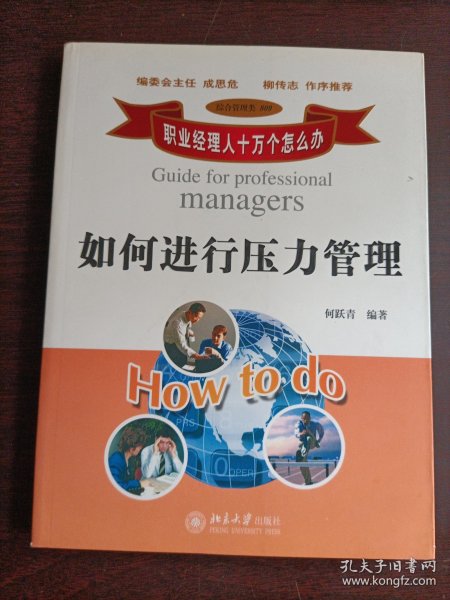 编委会主任 成思危 柳传志 作序推荐
综合管理类 809
职业经理人十万个怎么办
Guide for professional
managers
如何进行压力管理
何跃青 编著
How to do
PRS
OPER
北京大学出版社
PEKING UNIVERSITY PRESS
孔夫子旧书网
www.kongfz.com